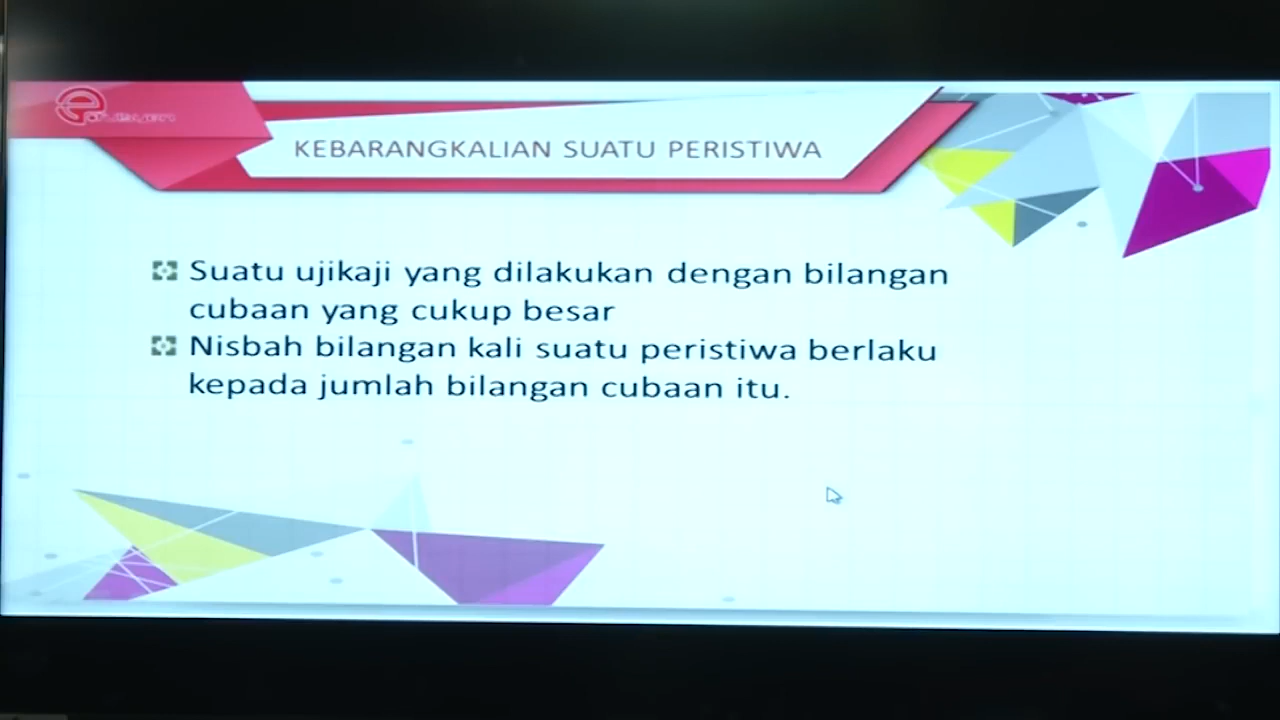 KEBARANGKALIAN SUATU PERISTIWA
Suatu ujikaji yang dilakukan dengan bilangan
cubaan yang cukup besar
Nisbah bilangan kali suatu peristiwa berlaku
kepada jumlah bilangan cubaan itu.